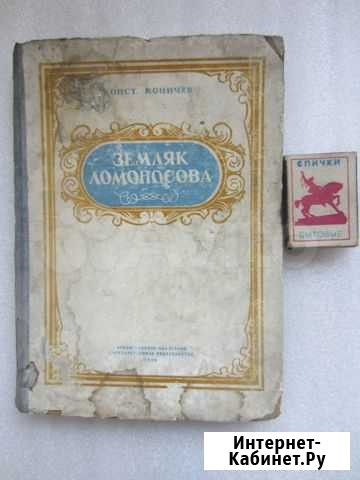 КОНСТ. КОНИЧЕВ
ЗЕМЛЯК
ЛОМОНОСОВА
СПИЧКИ
БЫТОВЫЕ
Интернет-
Кабинет.Ру